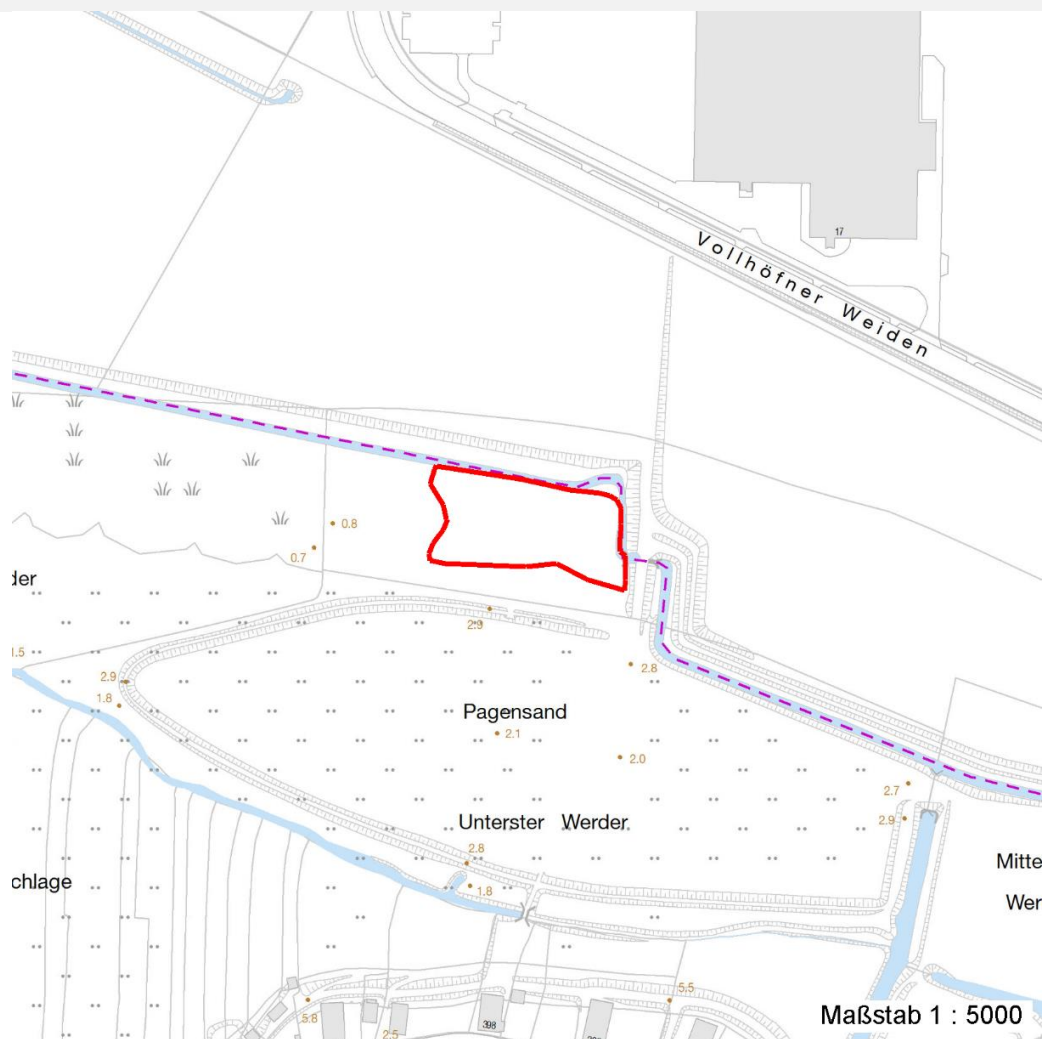 17
Vollhöfner Weiden
0.8
0.7
der
2.9
1.5
2.8
2.9
1.8
Pagensand
2.1
2.0
2.7
Unterster Werder
2.9
2.8
Mitte
chlage
1.8
Wer
5.5
5.8
398
2.5
Maßstab 1 : 5000